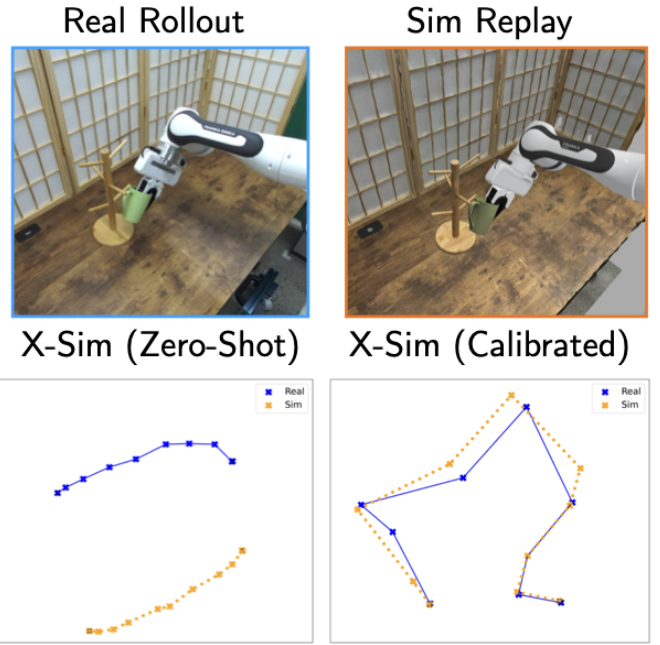 Real Rollout
Sim Replay
X-Sim (Zero-Shot)
X-Sim (Calibrated)
Real
Sim
Real
Sim